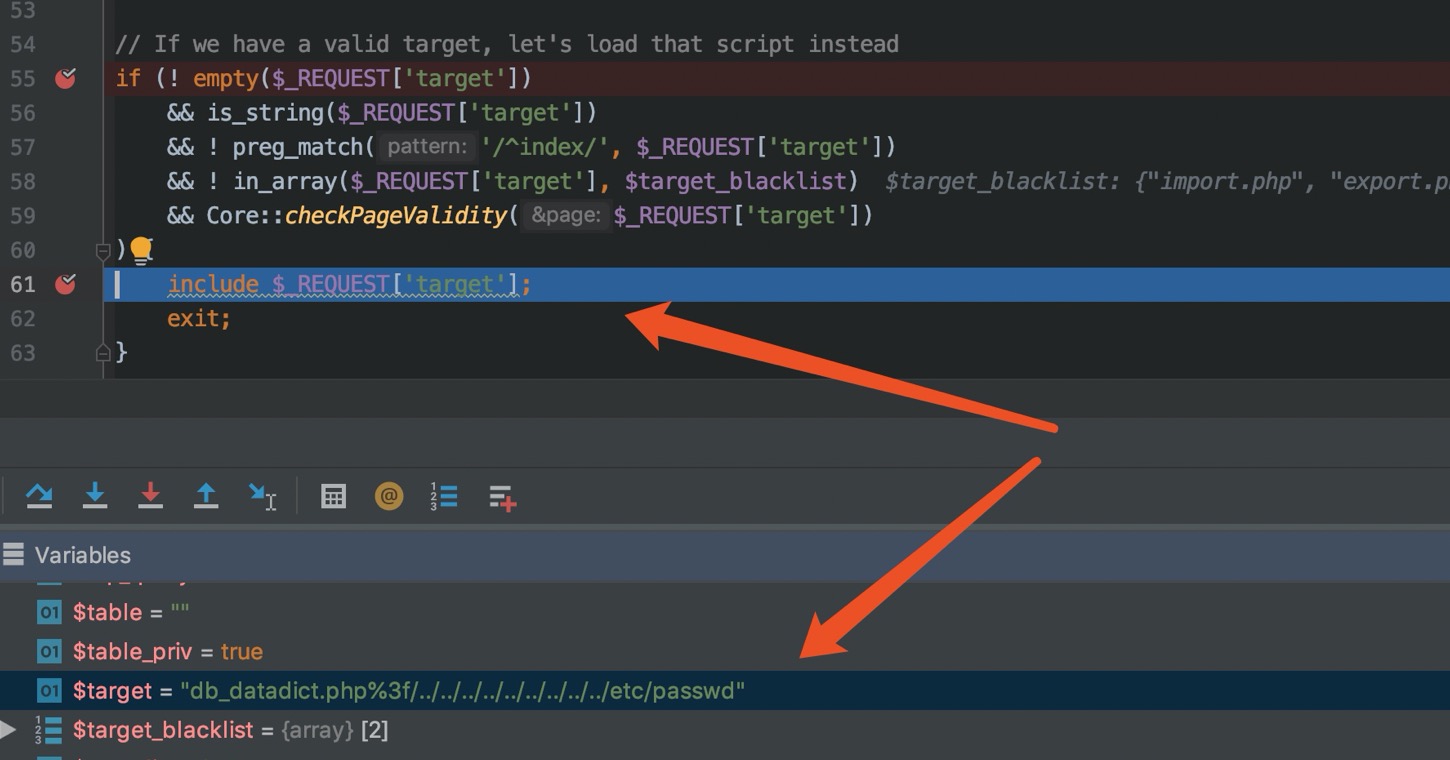 53
54 // If we have a valid target, let's load that script instead
55 if (! empty($_REQUEST['target'])
56 && is_string($_REQUEST['target'])
57 && ! preg_match( pattern: '/^index/', $_REQUEST['target'])
58 && ! in_array($_REQUEST['target'], $target_blacklist) $target_blacklist: {"import.php", "export.p
59 && Core::checkPageValidity( &page: $_REQUEST['target'])
60 ) {
61 include $_REQUEST['target'];
62 exit;
63 }
Variables
01 $table = ""
01 $table_priv = true
01 $target = "db_datadict.php%3f/../../../../../../../../../etc/passwd"
$target_blacklist = {array} [2]